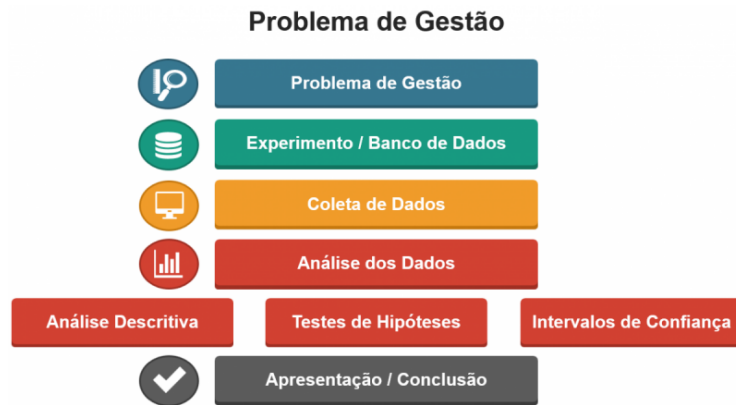 Problema de Gestão
Problema de Gestão
Experimento / Banco de Dados
Coleta de Dados
Análise dos Dados
Análise Descritiva
Testes de Hipóteses
Intervalos de Confiança
Apresentação / Conclusão